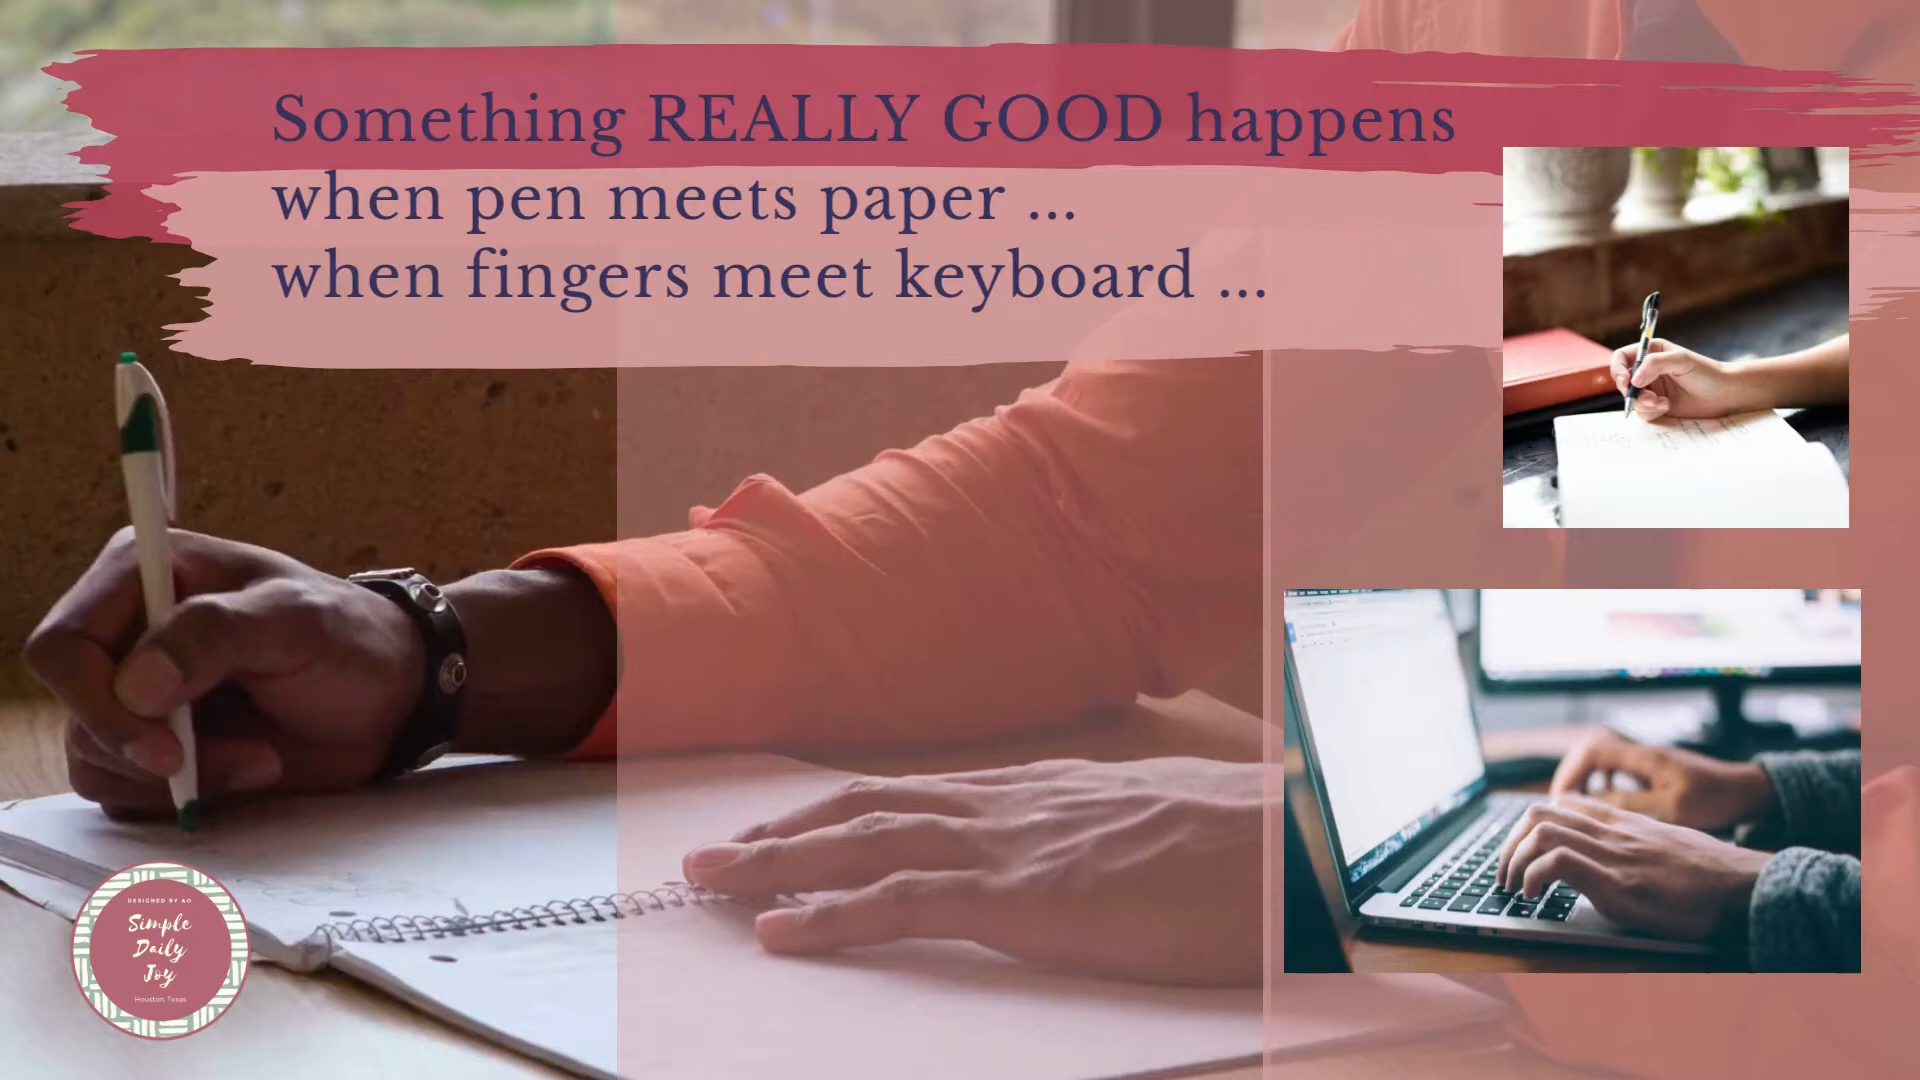 Something REALLY GOOD happens
when pen meets paper ...
when fingers meet keyboard ...
DESIGNED BY AO
Simple
Daily
Joy
Houston, Texas